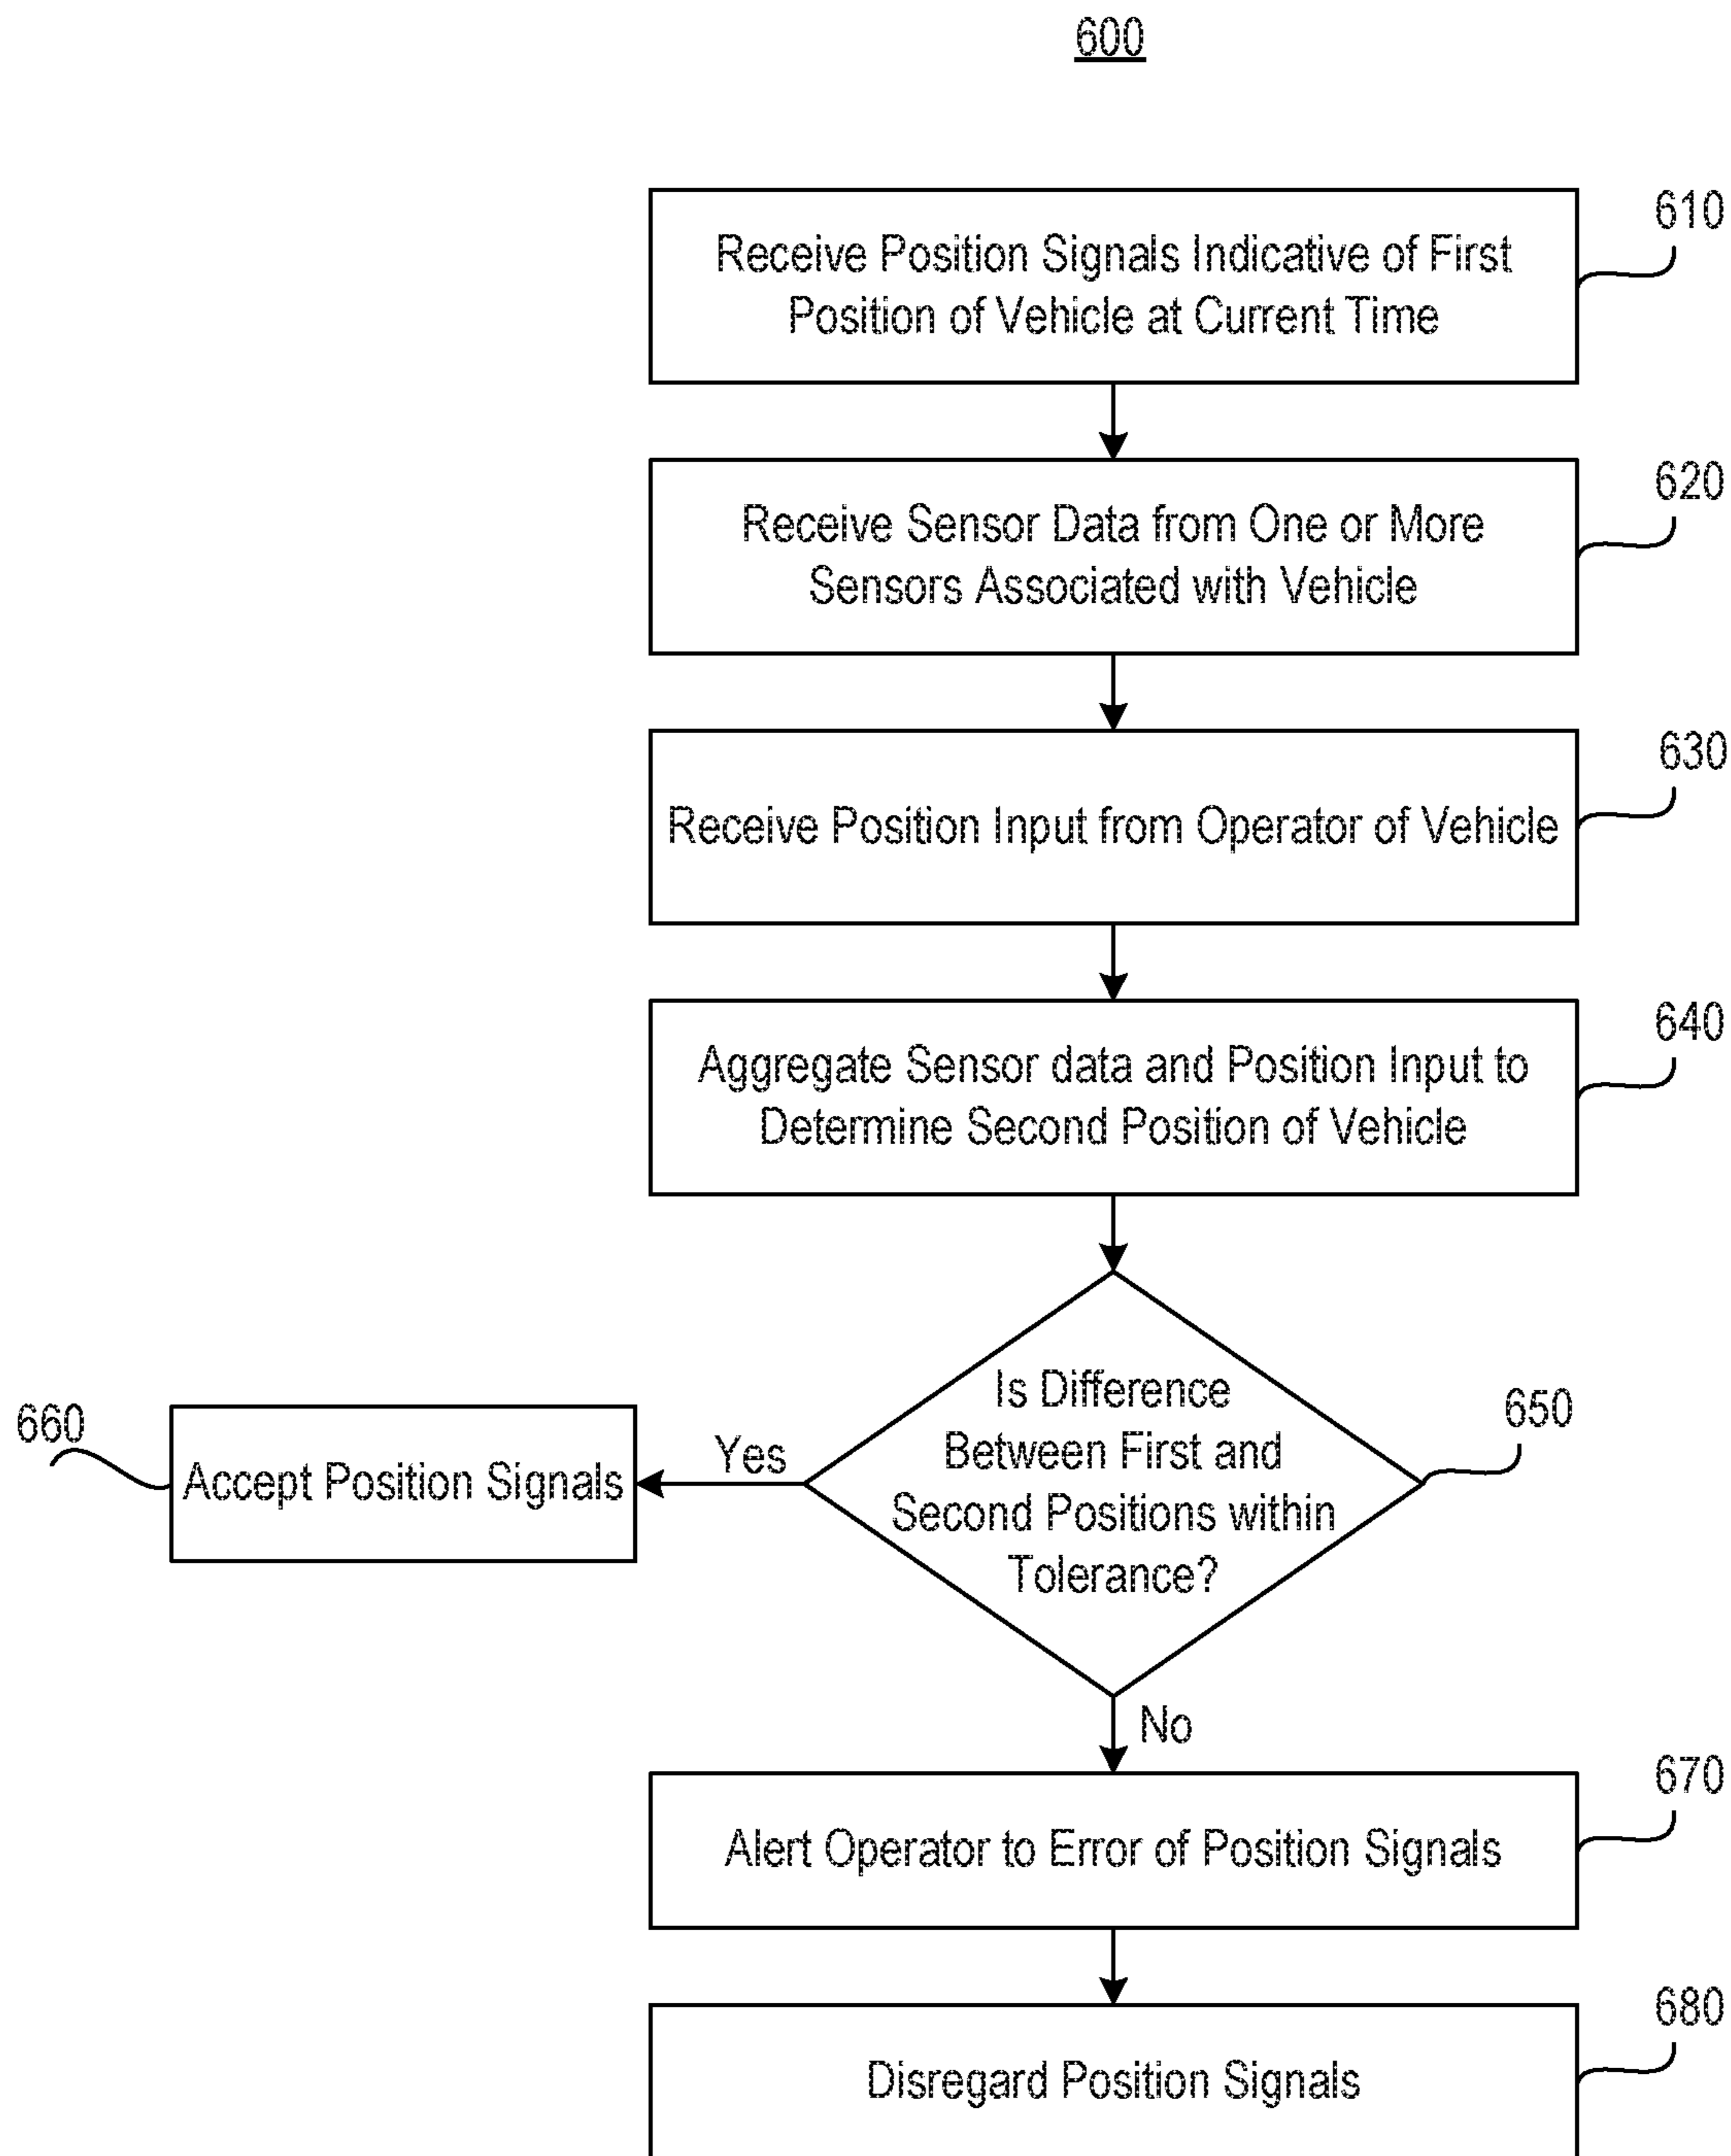 600
610
Receive Position Signals Indicative of First
Position of Vehicle at Current Time
620
Receive Sensor Data from One or More
Sensors Associated with Vehicle
630
Receive Position Input from Operator of Vehicle
640
Aggregate Sensor data and Position Input to
Determine Second Position of Vehicle
650
Is Difference
Between First and
Second Positions within
Tolerance?
Yes
660
Accept Position Signals
No
670
Alert Operator to Error of Position Signals
680
Disregard Position Signals